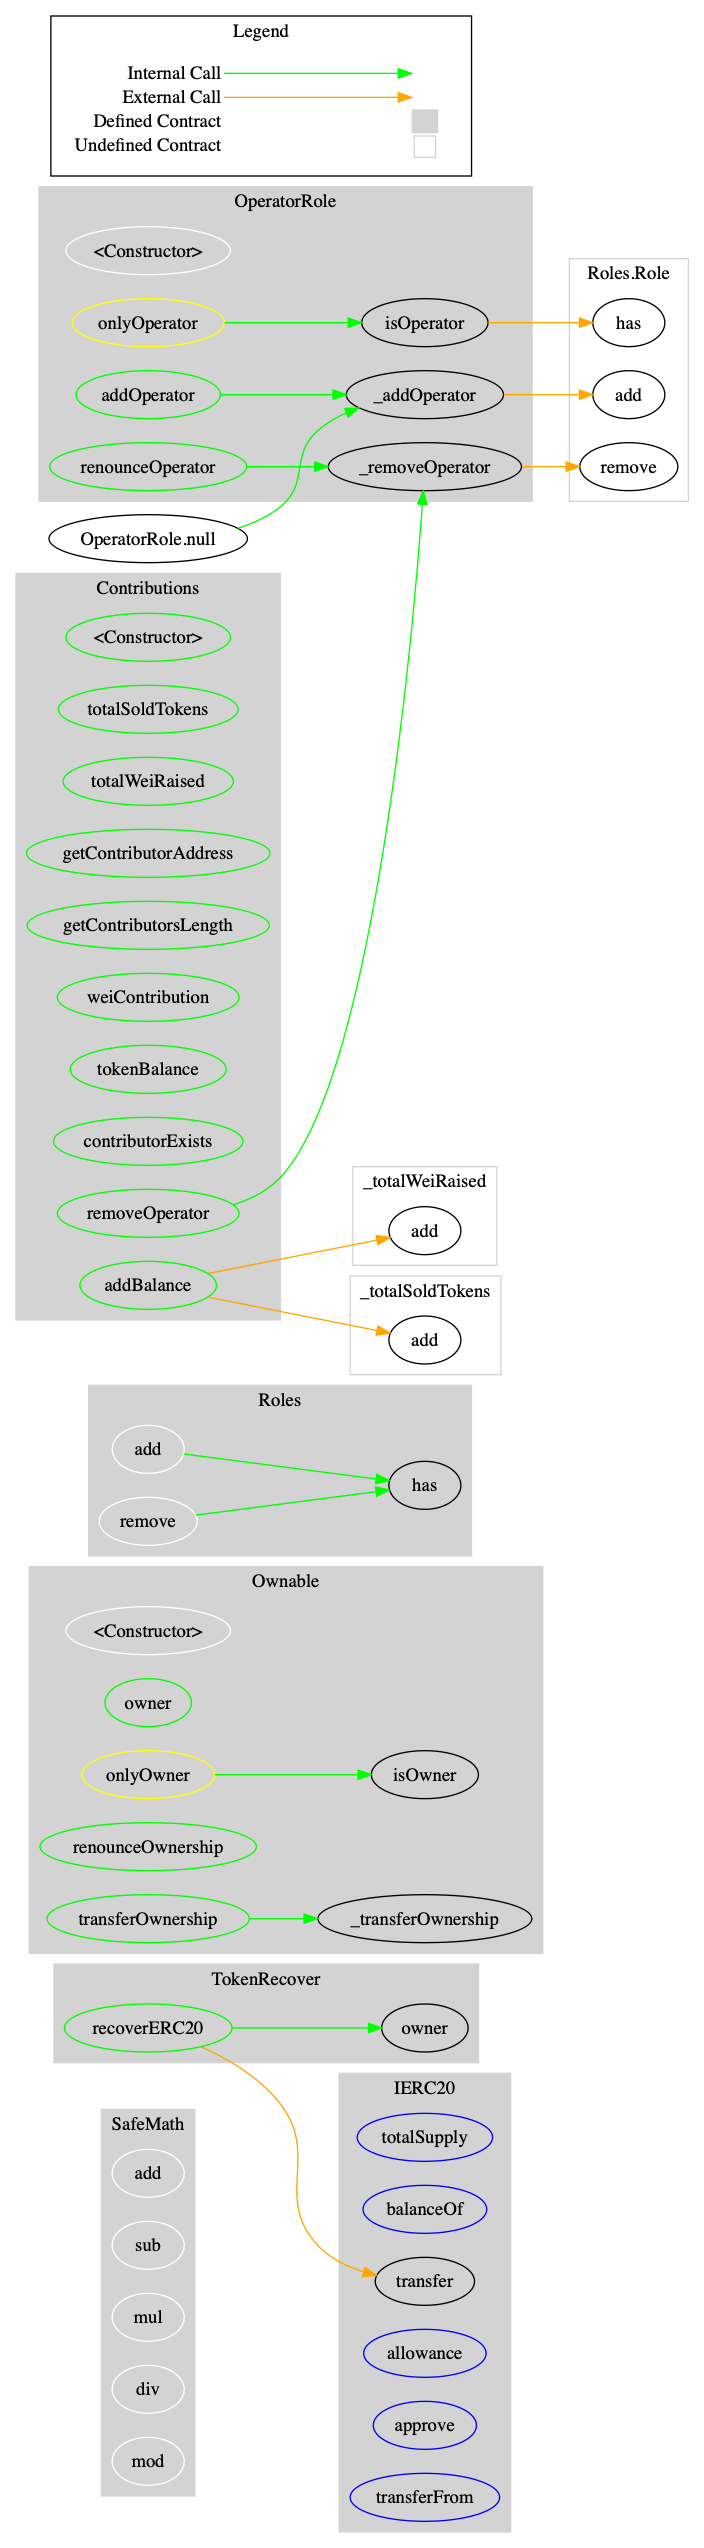 Legend
Internal Call
External Call
Defined Contract
Undefined Contract
OperatorRole
<Constructor>
onlyOperator
isOperator
addOperator
_addOperator
renounceOperator
_removeOperator
Roles.Role
has
add
remove
OperatorRole.null
Contributions
<Constructor>
totalSoldTokens
totalWeiRaised
getContributorAddress
getContributorsLength
weiContribution
tokenBalance
contributorExists
removeOperator
addBalance
_totalWeiRaised
add
_totalSoldTokens
add
Roles
add
remove
has
Ownable
<Constructor>
owner
onlyOwner
isOwner
renounceOwnership
transferOwnership
_transferOwnership
TokenRecover
recoverERC20
owner
SafeMath
add
sub
mul
div
mod
IERC20
totalSupply
balanceOf
transfer
allowance
approve
transferFrom